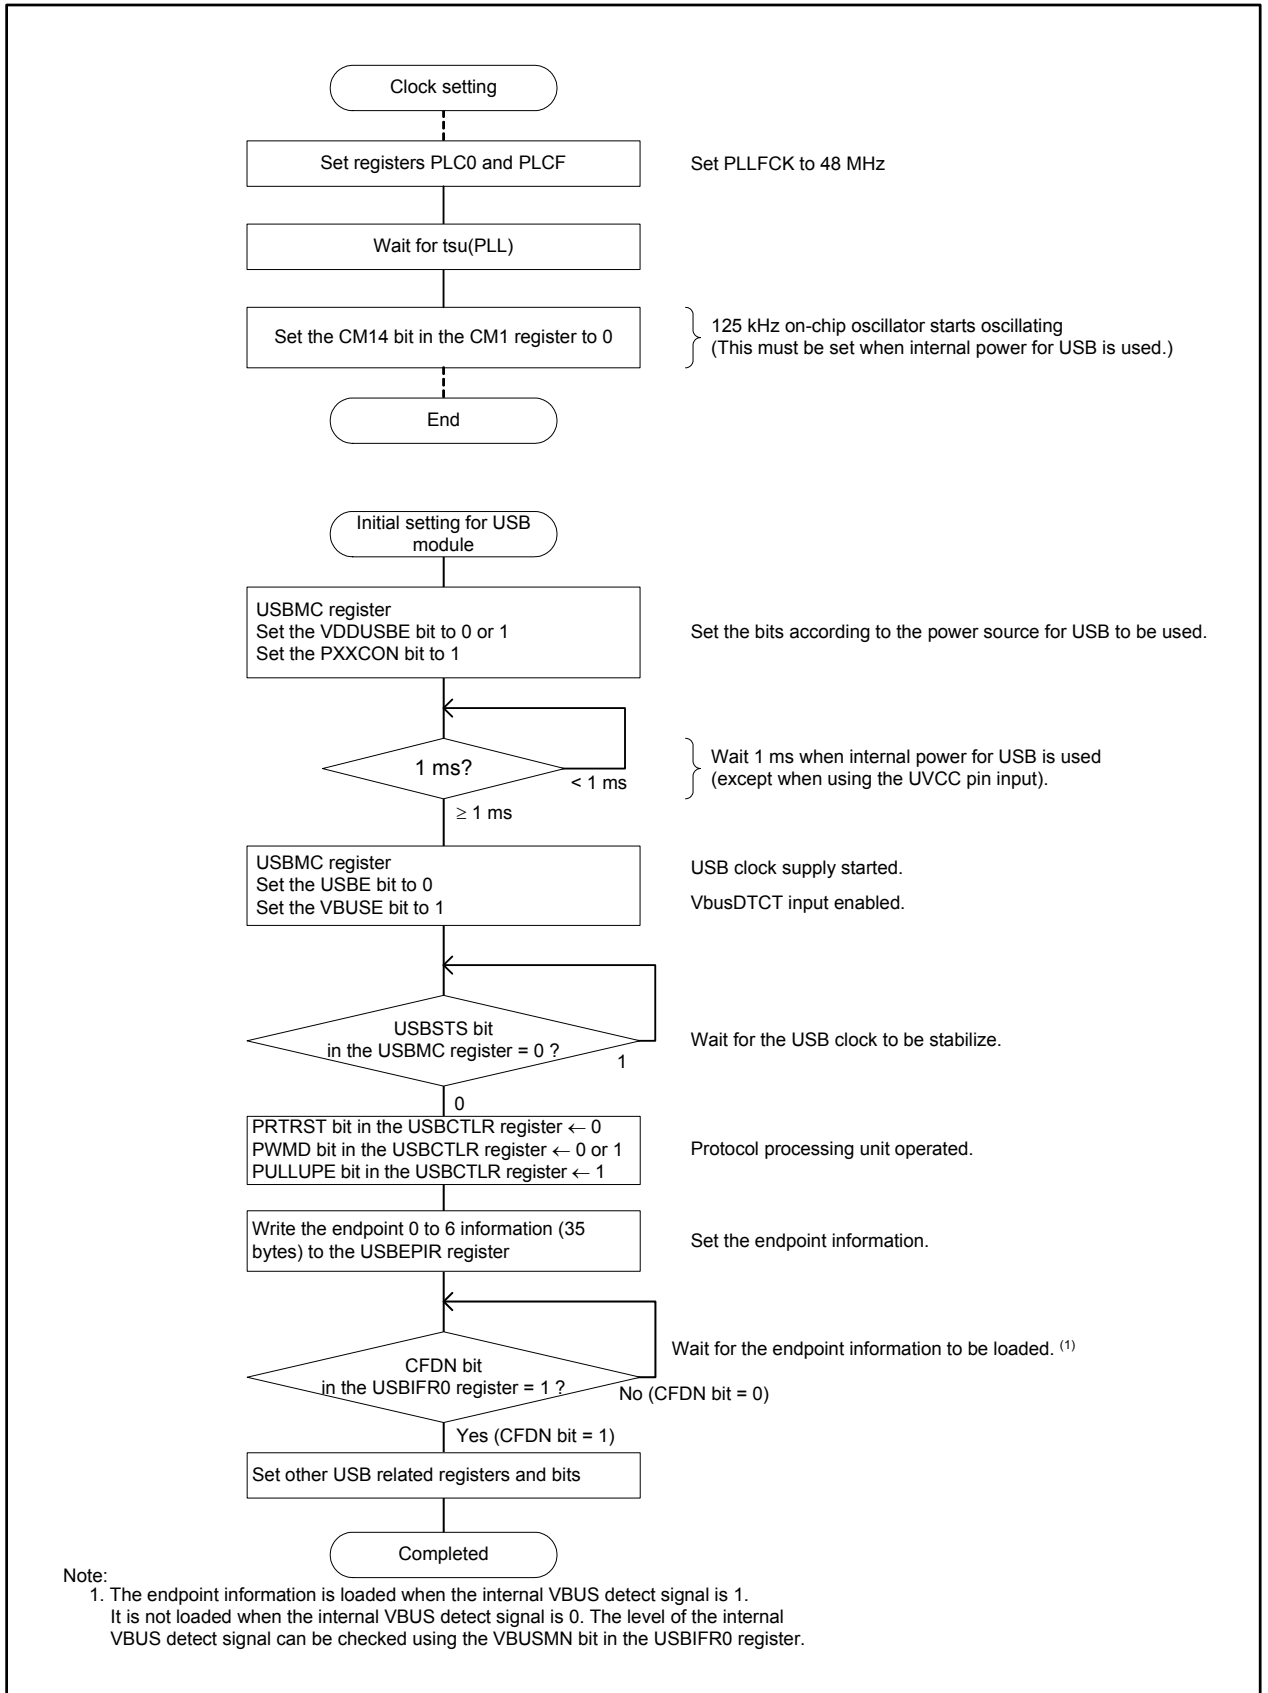 Clock setting
Set registers PLC0 and PLCF
Set PLLFCK to 48 MHz
Wait for tsu(PLL)
Set the CM14 bit in the CM1 register to 0
125 kHz on-chip oscillator starts oscillating
(This must be set when internal power for USB is used.)
End
Initial setting for USB
module
USBMC register
Set the VDDUSBE bit to 0 or 1
Set the PXXCON bit to 1
Set the bits according to the power source for USB to be used.
1 ms?
< 1 ms
≥ 1 ms
Wait 1 ms when internal power for USB is used
(except when using the UVCC pin input).
USBMC register
Set the USBE bit to 0
Set the VBUSE bit to 1
USB clock supply started.
VbusDTCT input enabled.
USBSTS bit
in the USBMC register = 0 ?
1
0
Wait for the USB clock to be stabilize.
PRTRST bit in the USBCTLR register ← 0
PWMD bit in the USBCTLR register ← 0 or 1
PULLUPE bit in the USBCTLR register ← 1
Protocol processing unit operated.
Write the endpoint 0 to 6 information (35
bytes) to the USBEPIR register
Set the endpoint information.
Wait for the endpoint information to be loaded. (1)
CFDN bit
in the USBIFR0 register = 1 ?
No (CFDN bit = 0)
Yes (CFDN bit = 1)
Set other USB related registers and bits
Completed
Note:
1. The endpoint information is loaded when the internal VBUS detect signal is 1.
It is not loaded when the internal VBUS detect signal is 0. The level of the internal
VBUS detect signal can be checked using the VBUSMN bit in the USBIFR0 register.